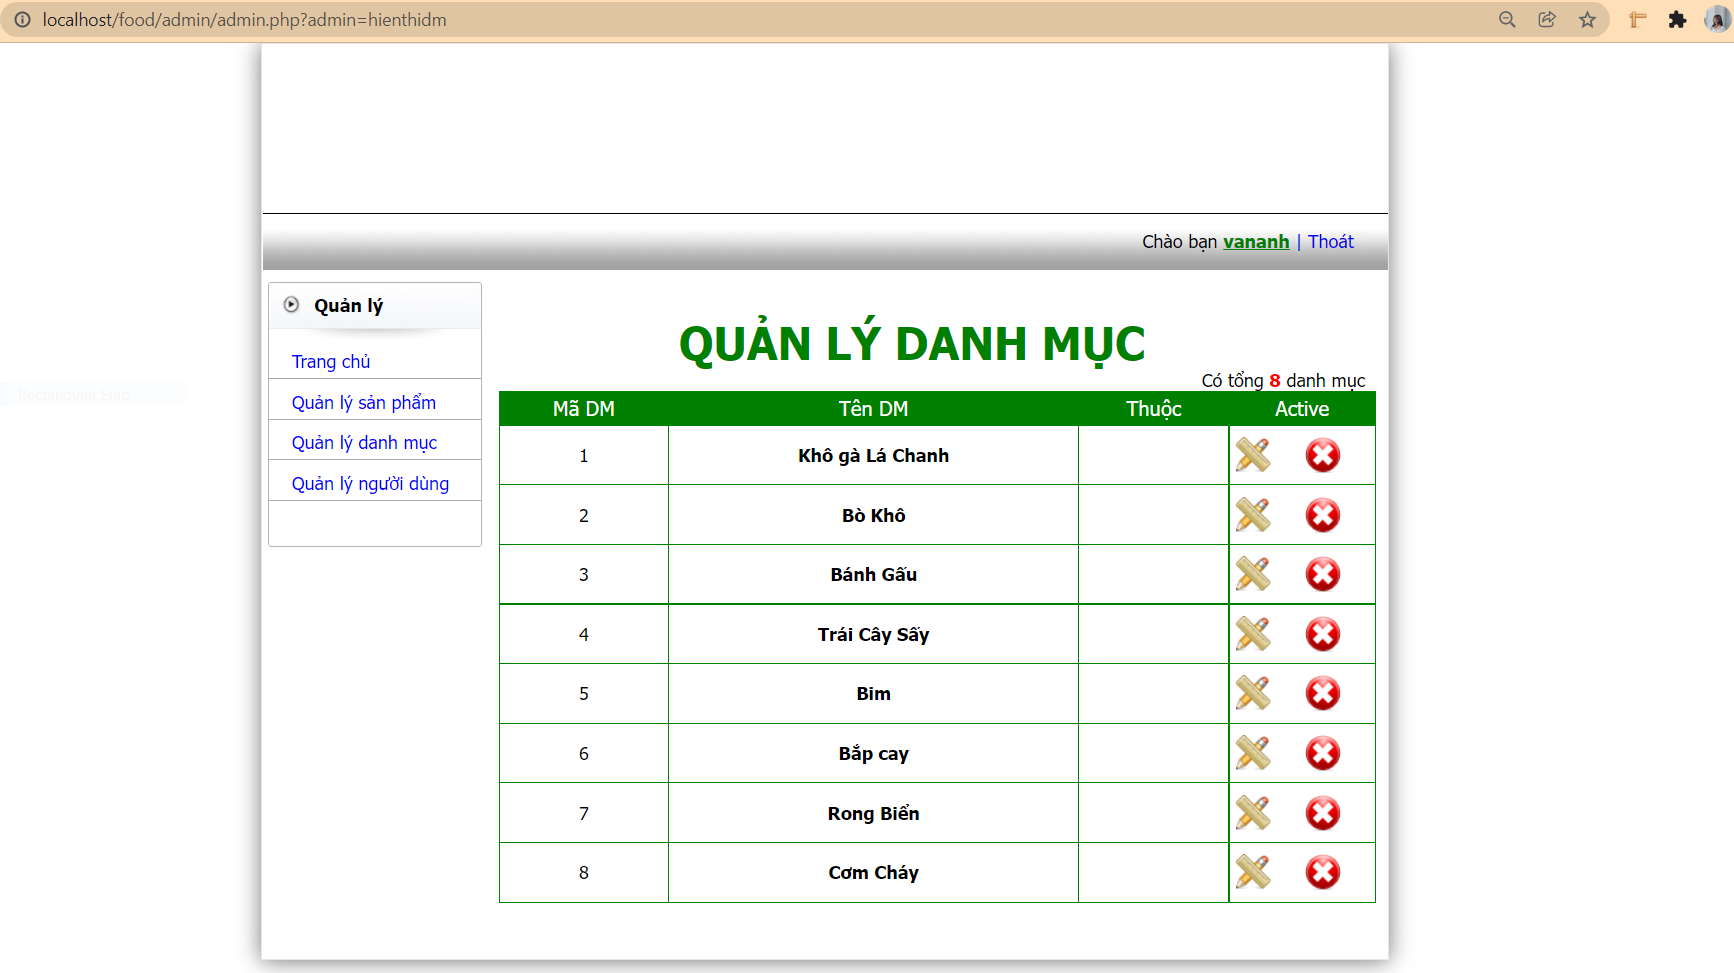 localhost/food/admin/admin.php?admin=hienthidm
Chào bạn vananh | Thoát
Quản lý
Trang chủ
Quản lý sản phẩm
Quản lý danh mục
Quản lý người dùng
QUẢN LÝ DANH MỤC
Có tổng 8 danh mục
Mã DM Tên DM Thuộc Active
1 Khô gà Lá Chanh
2 Bò Khô
3 Bánh Gấu
4 Trái Cây Sấy
5 Bim
6 Bắp cay
7 Rong Biển
8 Cơm Cháy
Rectangular Snip